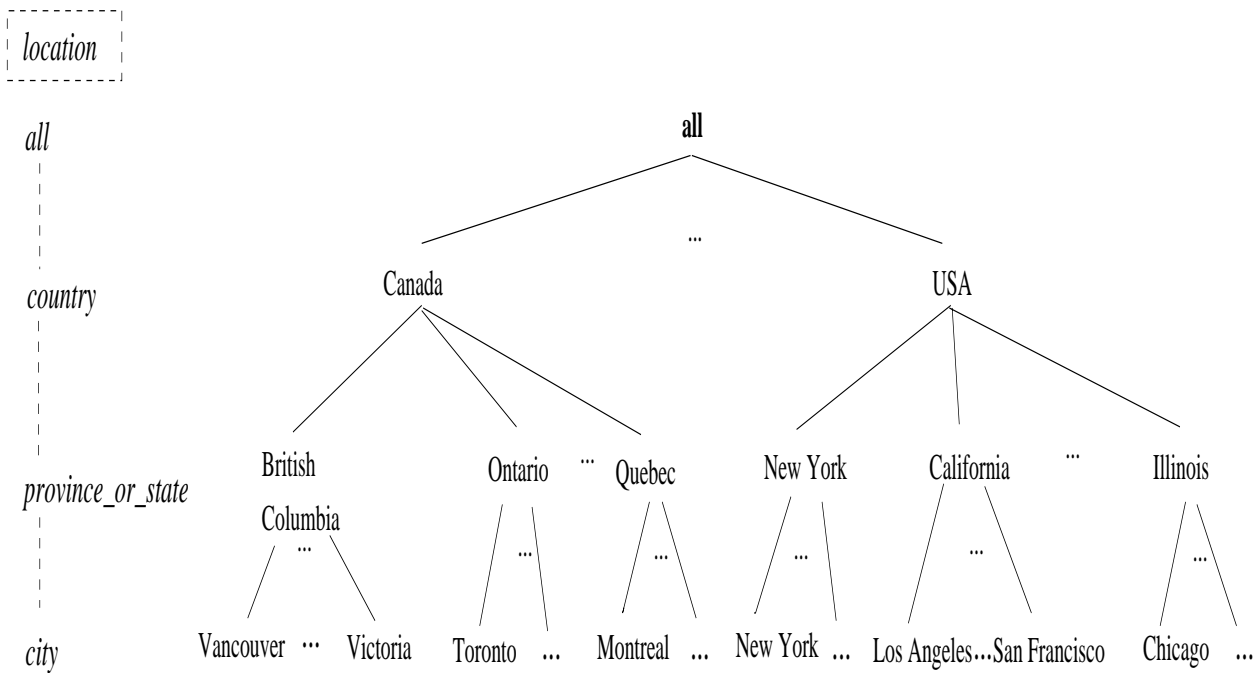 location
all
all
...
country
Canada
USA
province_or_state
British
Columbia
Ontario
...
Quebec
New York
California
...
Illinois
...
...
...
...
...
...
city
Vancouver ... Victoria
Toronto ...
Montreal ...
New York ...
Los Angeles...San Francisco
Chicago ...